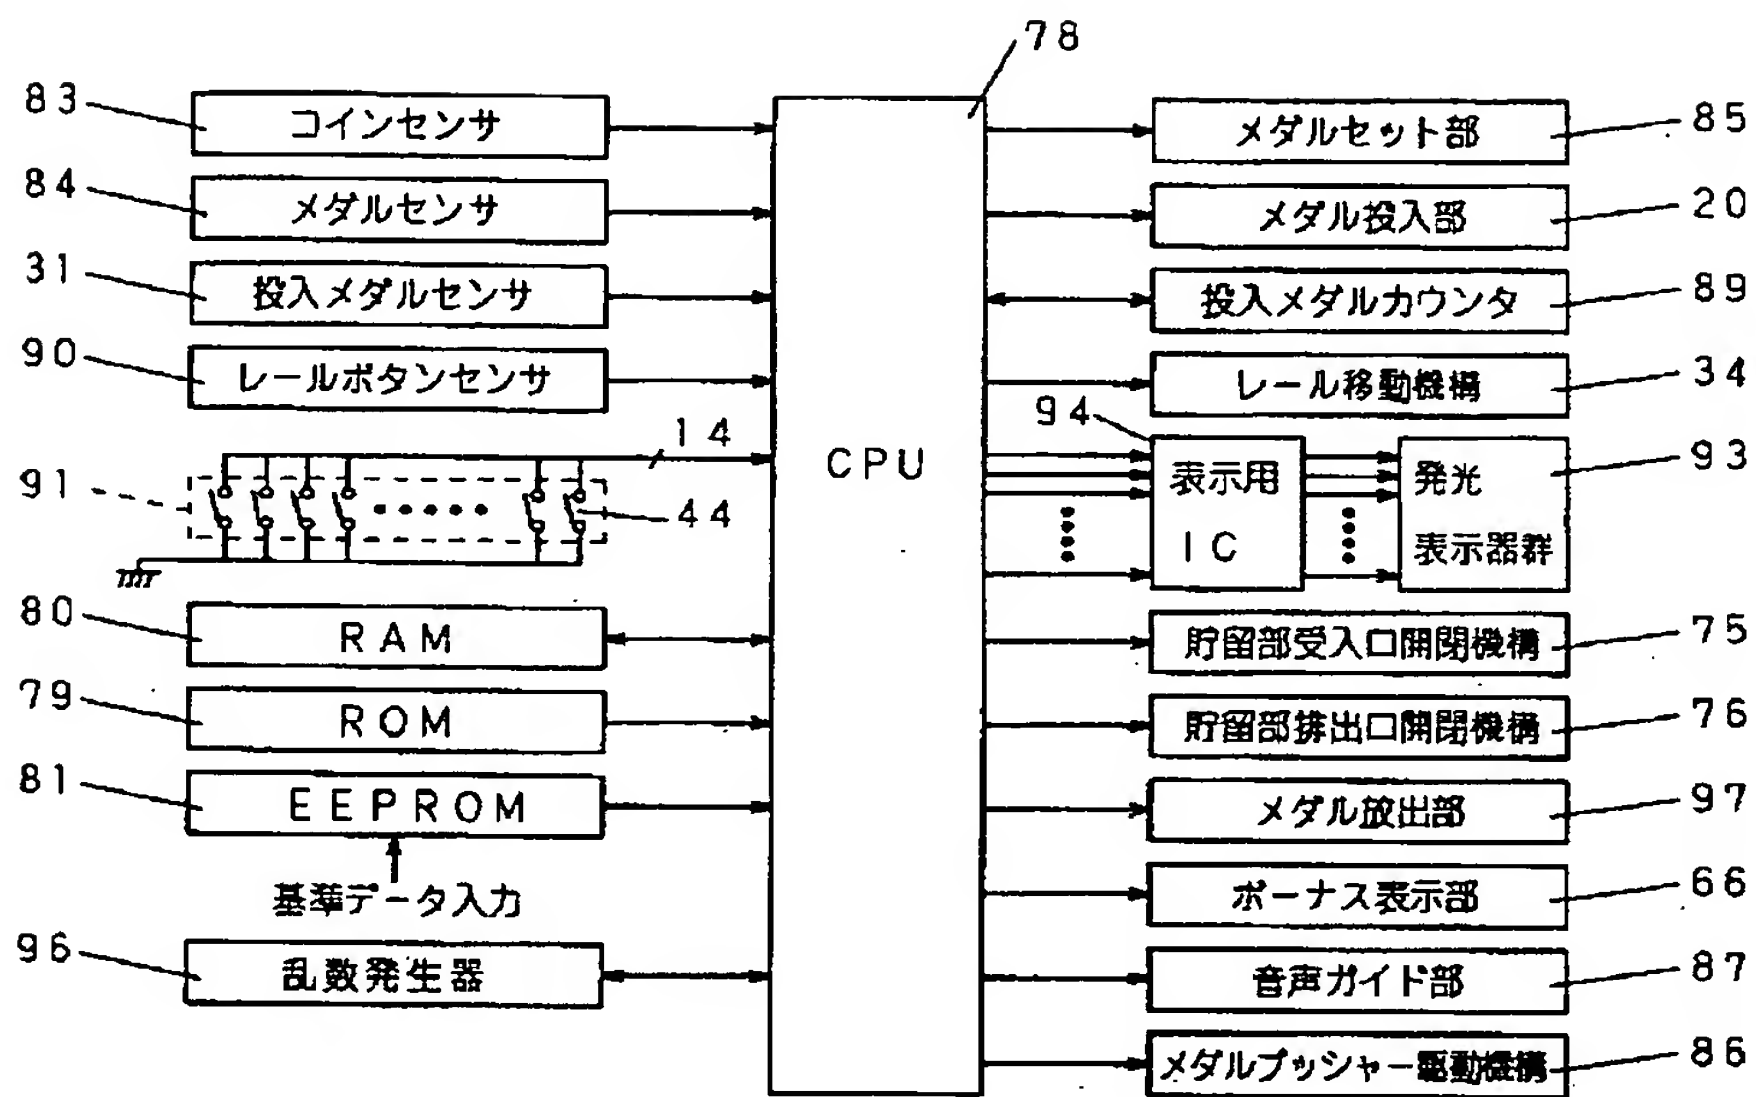 78
83 コインセンサ
84 メダルセンサ
31 投入メダルセンサ
90 レールボタンセンサ
14
91
44
80 RAM
79 ROM
81 EEPROM
基準データ入力
96 乱数発生器
CPU
メダルセット部 85
メダル投入部 20
投入メダルカウンタ 89
レール移動機構 34
94
表示用
IC
発光 93
表示器群
貯留部受入口開閉機構 75
貯留部排出口開閉機構 76
メダル放出部 97
ボーナス表示部 66
音声ガイド部 87
メダルプッシャー駆動機構 86